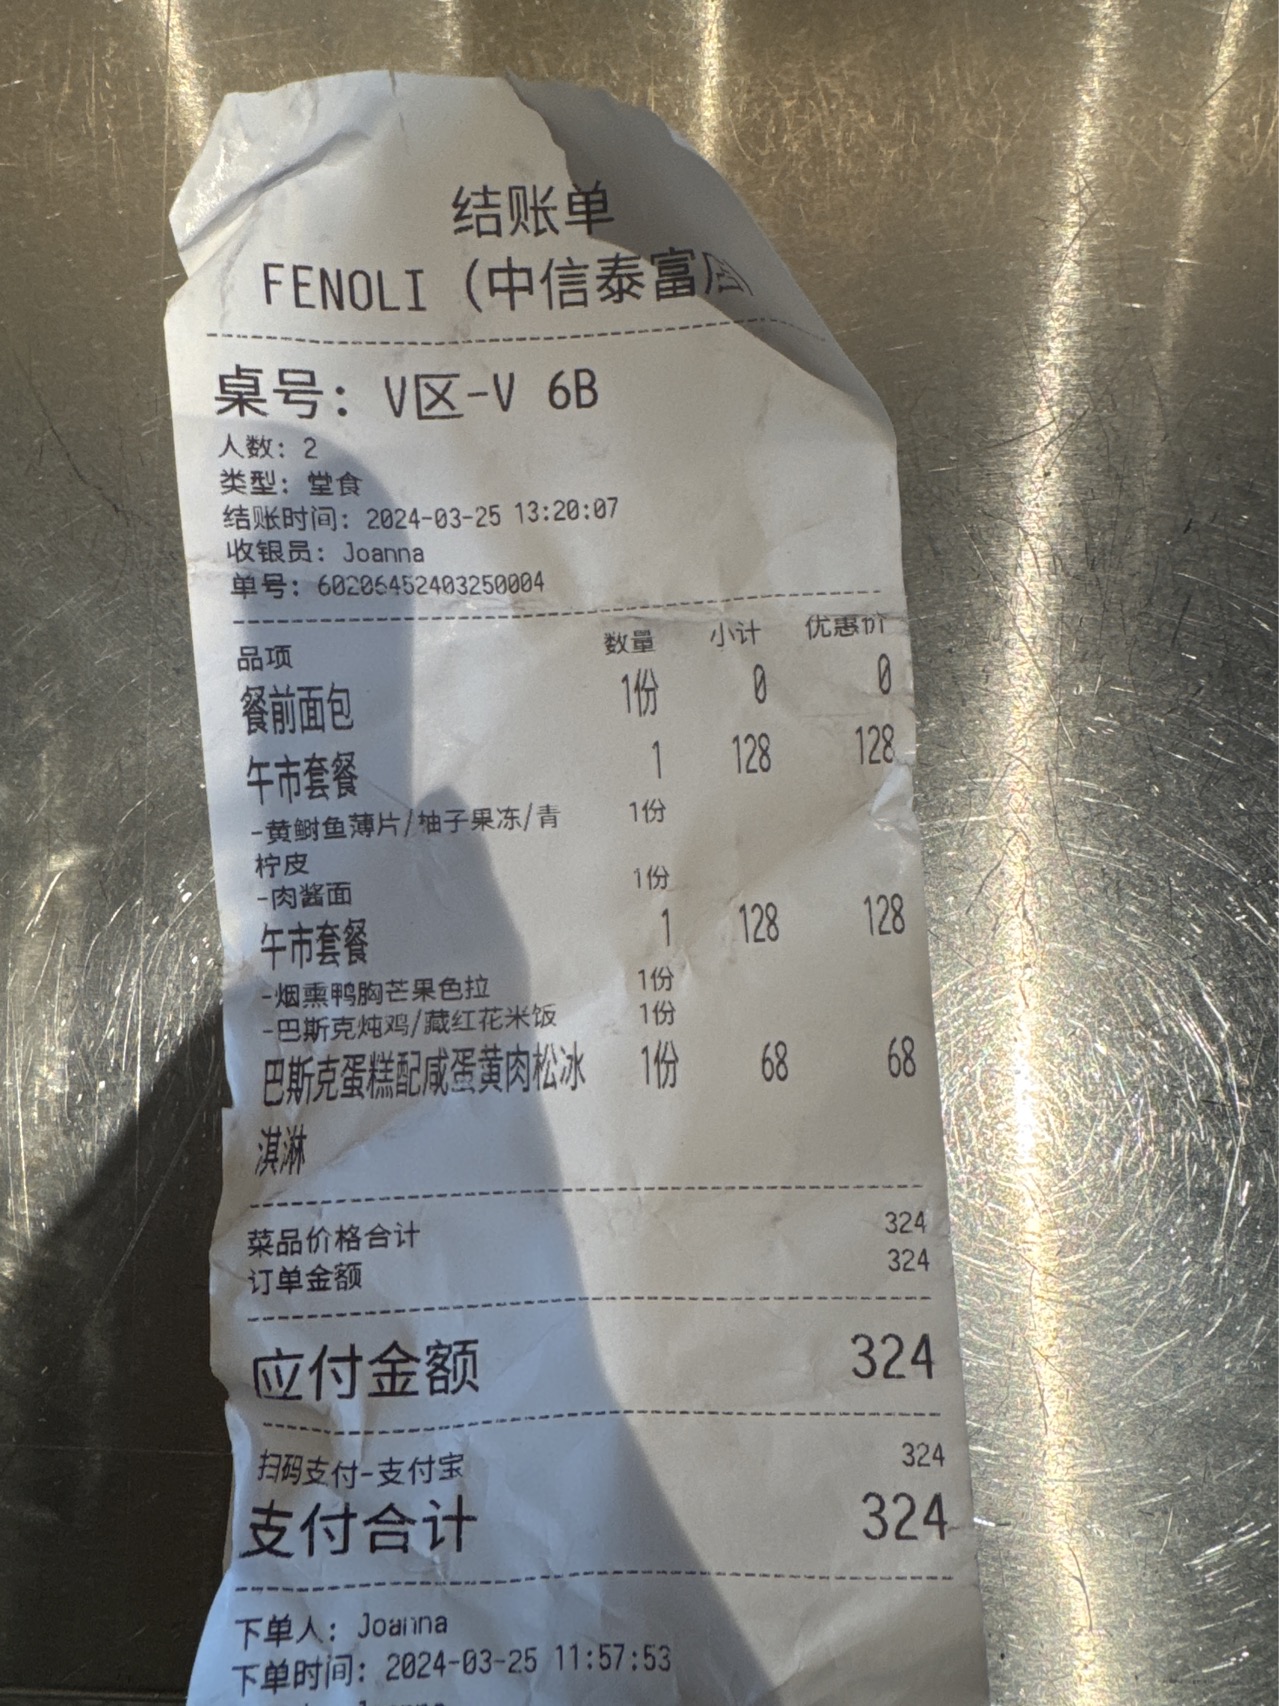 结账单
FENOLI (中信泰富
桌号: V区-V 6B
人数: 2
类型: 堂食
结账时间: 2024-03-25 13:20:07
收银员: Joanna
单号: 60206452403250004
品项 数量 小计 优惠价
餐前面包 1份 0 0
午市套餐 1 128 128
-黄鲥鱼薄片/柚子果冻/青 1份
柠皮
-肉酱面 1份
午市套餐 1 128 128
-烟熏鸭胸芒果色拉 1份
-巴斯克炖鸡/藏红花米饭 1份
巴斯克蛋糕配咸蛋黄肉松冰 1份 68 68
淇淋
菜品价格合计 324
订单金额 324
应付金额 324
扫码支付-支付宝 324
支付合计 324
下单人: Joanna
下单时间: 2024-03-25 11:57:53